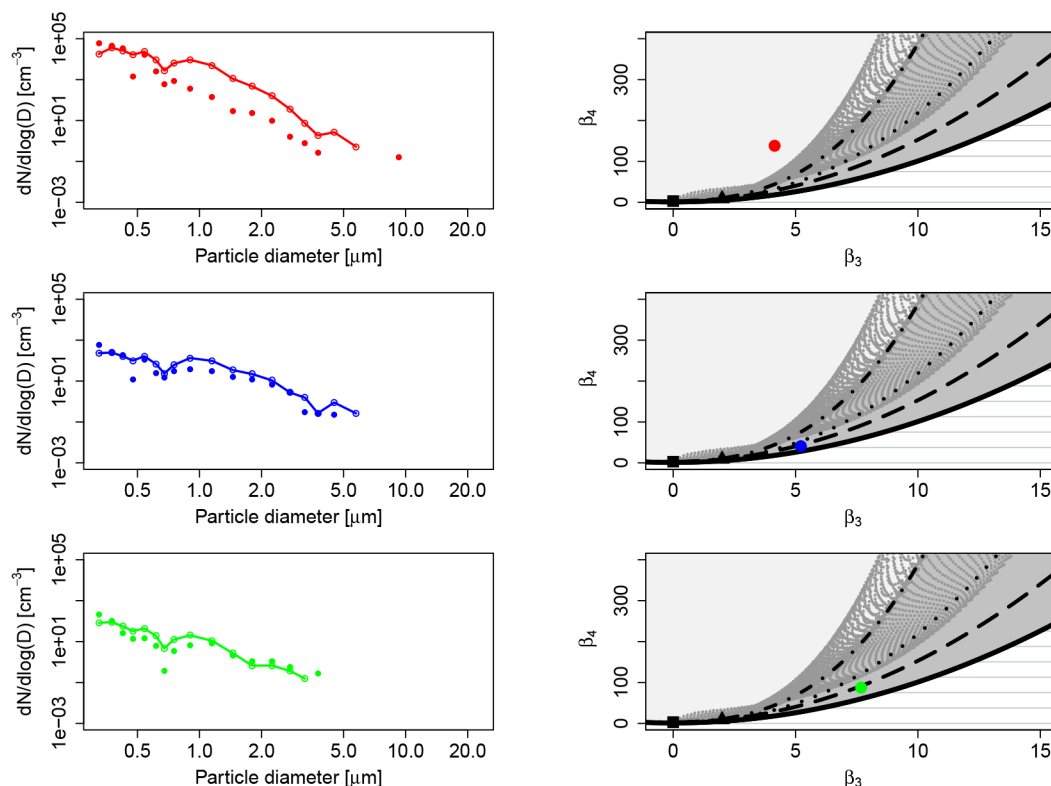 dN/dlog(D) [cm⁻³]
1e−03 1e+01 1e+05
0.5 1.0 2.0 5.0 10.0 20.0
Particle diameter [μm]
β₄
0 100 300
0 5 10 15
β₃
dN/dlog(D) [cm⁻³]
1e−03 1e+01 1e+05
0.5 1.0 2.0 5.0 10.0 20.0
Particle diameter [μm]
β₄
0 100 300
0 5 10 15
β₃
dN/dlog(D) [cm⁻³]
1e−03 1e+01 1e+05
0.5 1.0 2.0 5.0 10.0 20.0
Particle diameter [μm]
β₄
0 100 300
0 5 10 15
β₃